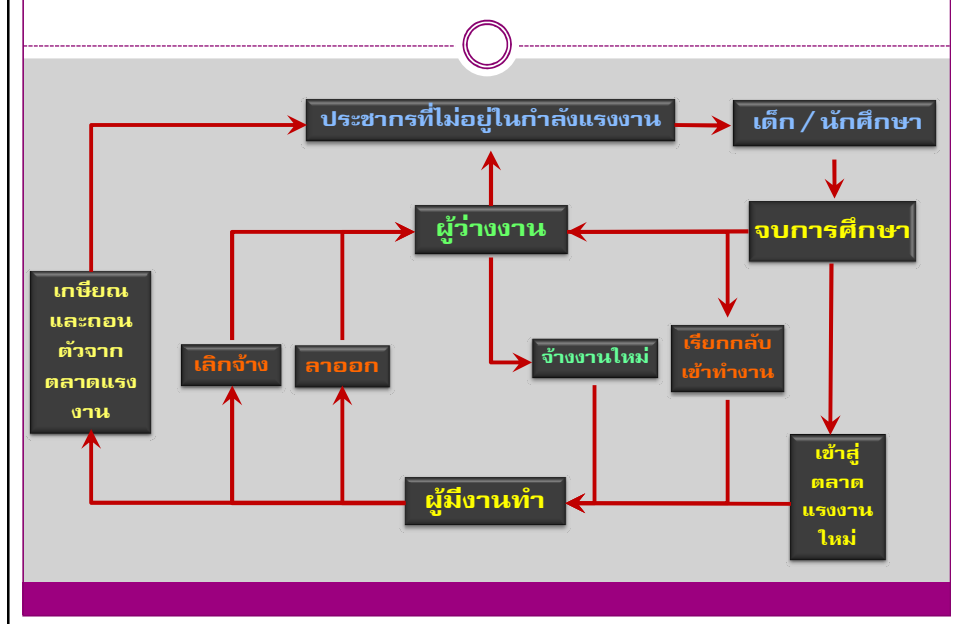 ประชากรที่ไม่อยู่ในกำลังแรงงาน
เด็ก / นักศึกษา
ผู้ว่างงาน
จบการศึกษา
เกษียณ
และถอน
ตัวจาก
ตลาดแรง
งาน
เลิกจ้าง
ลาออก
จ้างงานใหม่
เรียกกลับ
เข้าทำงาน
ผู้มีงานทำ
เข้าสู่
ตลาด
แรงงาน
ใหม่